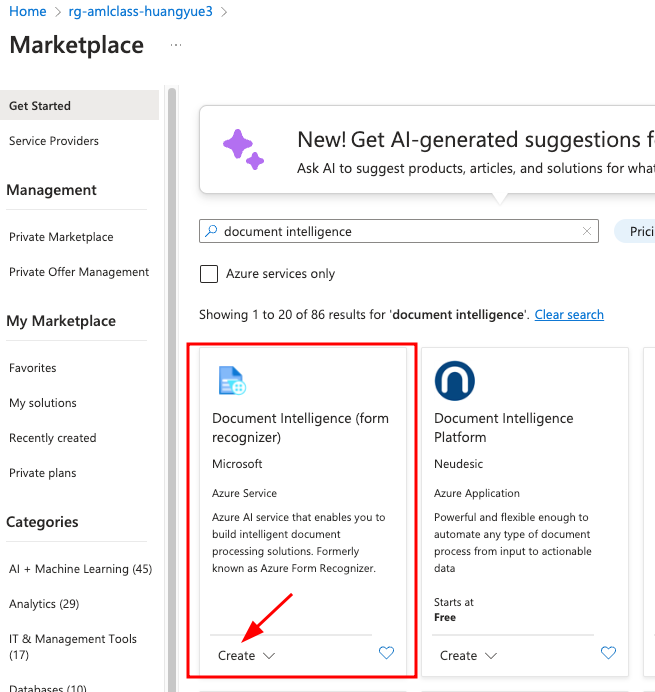 Home > rg-amlclass-huangyue3 >
Marketplace ...
Get Started
Service Providers
Management
Private Marketplace
Private Offer Management
My Marketplace
Favorites
My solutions
Recently created
Private plans
Categories
AI + Machine Learning (45)
Analytics (29)
IT & Management Tools
(17)
Databases (10)
New! Get AI-generated suggestions f
Ask AI to suggest products, articles, and solutions for what
document intelligence
Prici
Azure services only
Showing 1 to 20 of 86 results for 'document intelligence'. Clear search
Document Intelligence (form
recognizer)
Microsoft
Azure Service
Azure AI service that enables you to
build intelligent document
processing solutions. Formerly
known as Azure Form Recognizer.
Create
Document Intelligence
Platform
Neudesic
Azure Application
Powerful and flexible enough to
automate any type of document
process from input to actionable
data
Starts at
Free
Create